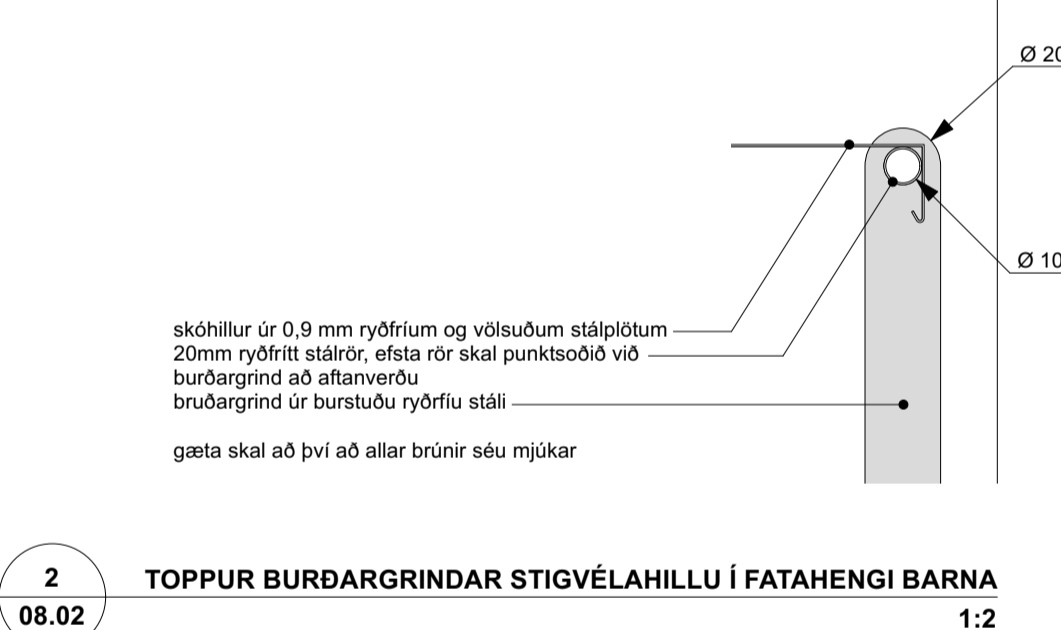 Ø 20
Ø 10
skóhillur úr 0,9 mm ryðfríum og völsuðum stálplötum
20mm ryðfrítt stálrör, efsta rör skal punktsoðið við
burðargrind að aftanverðu
bruðargrind úr burstuðu ryðrfíu stáli
gæta skal að því að allar brúnir séu mjúkar
2
08.02
TOPPUR BURÐARGRINDAR STIGVÉLAHILLU Í FATAHENGI BARNA
1:2